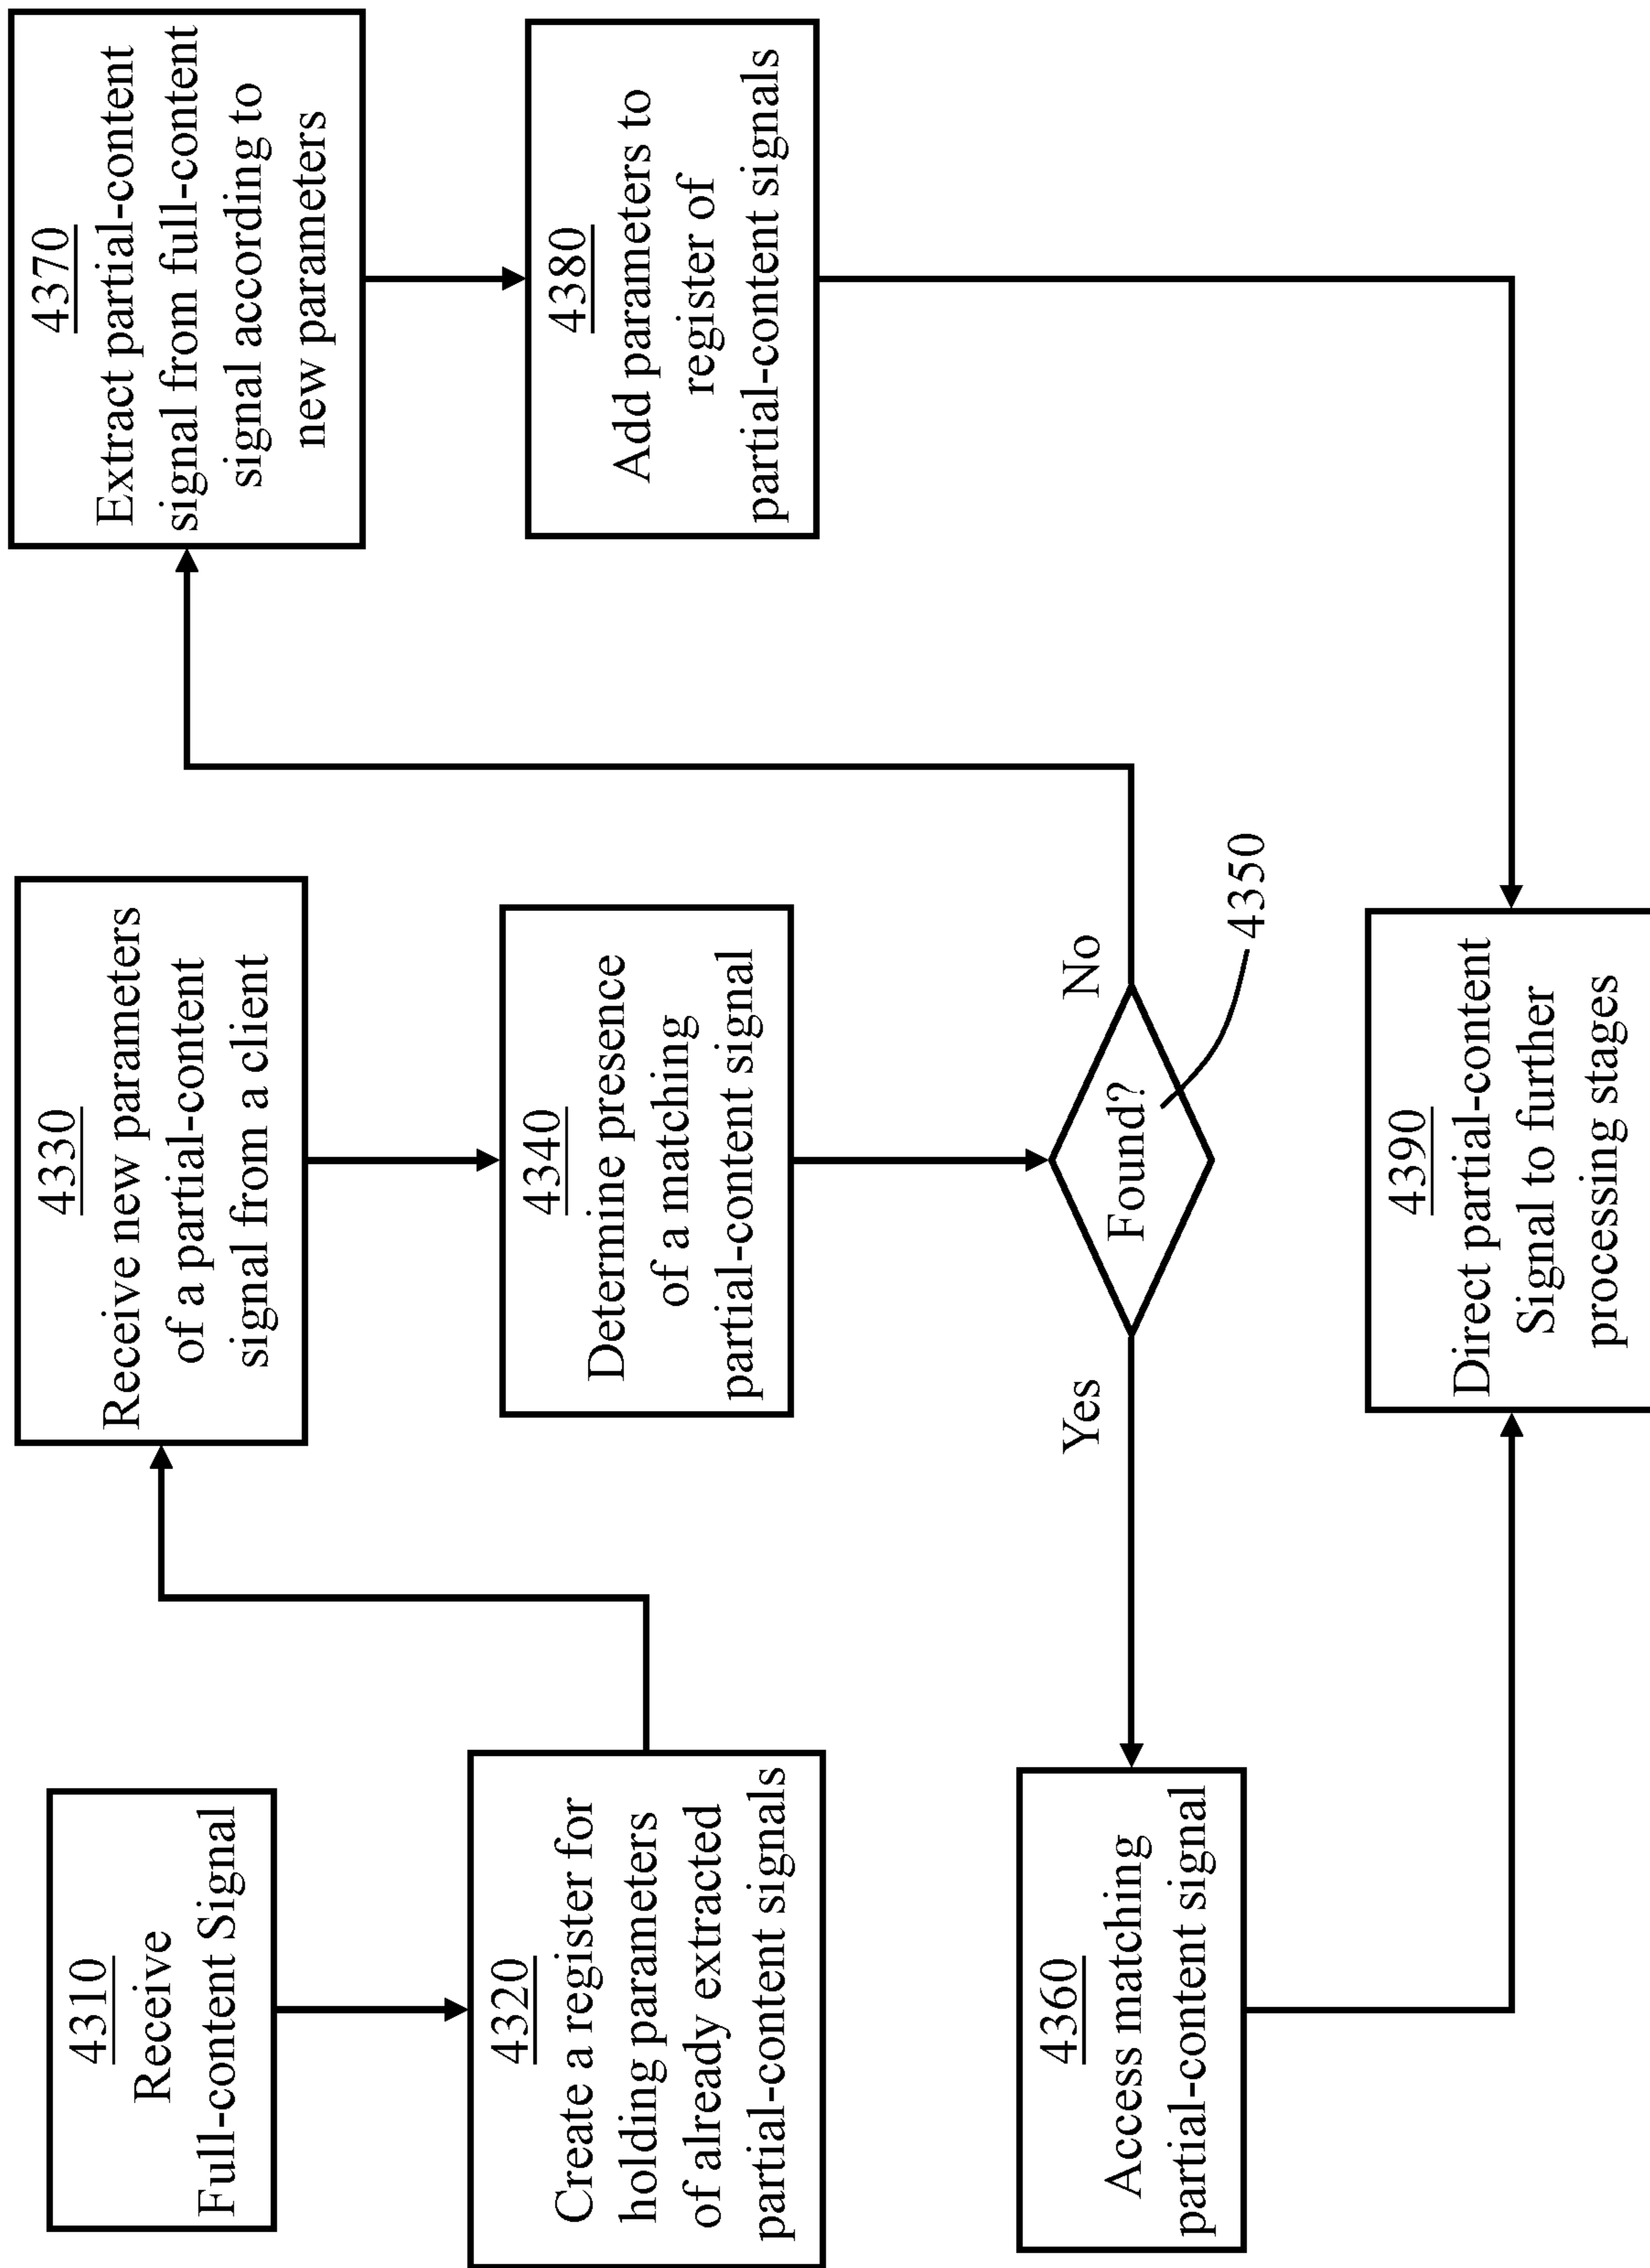 4310
Receive
Full-content Signal
4320
Create a register for
holding parameters
of already extracted
partial-content signals
4330
Receive new parameters
of a partial-content
signal from a client
4340
Determine presence
of a matching
partial-content signal
Found?
Yes
No
4350
4360
Access matching
partial-content signal
4370
Extract partial-content
signal from full-content
signal according to
new parameters
4380
Add parameters to
register of
partial-content signals
4390
Direct partial-content
Signal to further
processing stages